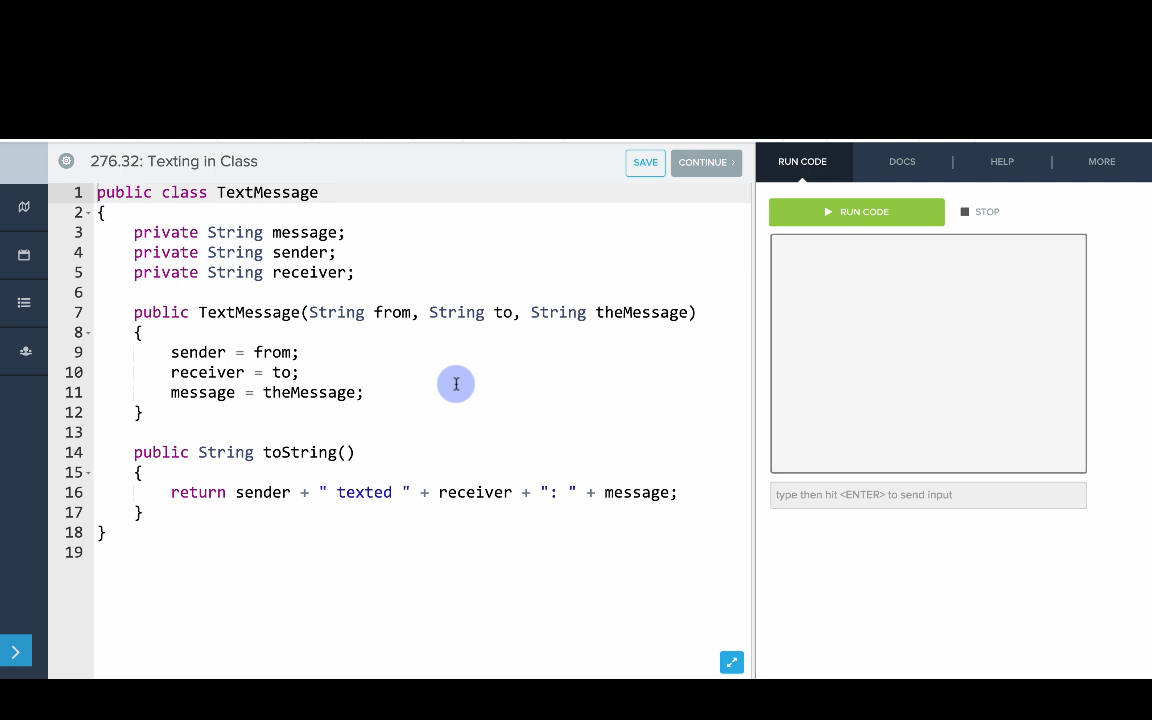 276.32: Texting in Class
SAVE
CONTINUE >
RUN CODE
DOCS
HELP
MORE
RUN CODE
STOP
type then hit <ENTER> to send input
1 public class TextMessage
2 {
3     private String message;
4     private String sender;
5     private String receiver;
6
7     public TextMessage(String from, String to, String theMessage)
8     {
9         sender = from;
10         receiver = to;
11         message = theMessage;
12     }
13
14     public String toString()
15     {
16         return sender + " texted " + receiver + ": " + message;
17     }
18 }
19